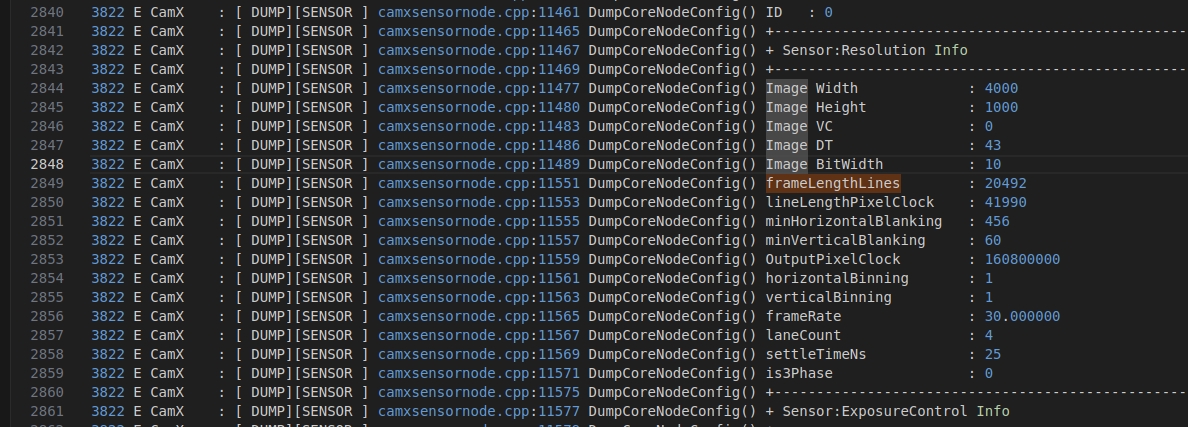 2840 3822 E CamX : [ DUMP][SENSOR ] camxsensornode.cpp:11461 DumpCoreNodeConfig() ID : 0
2841 3822 E CamX : [ DUMP][SENSOR ] camxsensornode.cpp:11465 DumpCoreNodeConfig() +--------------------------------------------------
2842 3822 E CamX : [ DUMP][SENSOR ] camxsensornode.cpp:11467 DumpCoreNodeConfig() + Sensor:Resolution Info
2843 3822 E CamX : [ DUMP][SENSOR ] camxsensornode.cpp:11469 DumpCoreNodeConfig() +--------------------------------------------------
2844 3822 E CamX : [ DUMP][SENSOR ] camxsensornode.cpp:11477 DumpCoreNodeConfig() Image Width : 4000
2845 3822 E CamX : [ DUMP][SENSOR ] camxsensornode.cpp:11480 DumpCoreNodeConfig() Image Height : 1000
2846 3822 E CamX : [ DUMP][SENSOR ] camxsensornode.cpp:11483 DumpCoreNodeConfig() Image VC : 0
2847 3822 E CamX : [ DUMP][SENSOR ] camxsensornode.cpp:11486 DumpCoreNodeConfig() Image DT : 43
2848 3822 E CamX : [ DUMP][SENSOR ] camxsensornode.cpp:11489 DumpCoreNodeConfig() Image BitWidth : 10
2849 3822 E CamX : [ DUMP][SENSOR ] camxsensornode.cpp:11551 DumpCoreNodeConfig() frameLengthLines : 20492
2850 3822 E CamX : [ DUMP][SENSOR ] camxsensornode.cpp:11553 DumpCoreNodeConfig() lineLengthPixelClock : 41990
2851 3822 E CamX : [ DUMP][SENSOR ] camxsensornode.cpp:11555 DumpCoreNodeConfig() minHorizontalBlanking : 456
2852 3822 E CamX : [ DUMP][SENSOR ] camxsensornode.cpp:11557 DumpCoreNodeConfig() minVerticalBlanking : 60
2853 3822 E CamX : [ DUMP][SENSOR ] camxsensornode.cpp:11559 DumpCoreNodeConfig() OutputPixelClock : 160800000
2854 3822 E CamX : [ DUMP][SENSOR ] camxsensornode.cpp:11561 DumpCoreNodeConfig() horizontalBinning : 1
2855 3822 E CamX : [ DUMP][SENSOR ] camxsensornode.cpp:11563 DumpCoreNodeConfig() verticalBinning : 1
2856 3822 E CamX : [ DUMP][SENSOR ] camxsensornode.cpp:11565 DumpCoreNodeConfig() frameRate : 30.000000
2857 3822 E CamX : [ DUMP][SENSOR ] camxsensornode.cpp:11567 DumpCoreNodeConfig() laneCount : 4
2858 3822 E CamX : [ DUMP][SENSOR ] camxsensornode.cpp:11569 DumpCoreNodeConfig() settleTimeNs : 25
2859 3822 E CamX : [ DUMP][SENSOR ] camxsensornode.cpp:11571 DumpCoreNodeConfig() is3Phase : 0
2860 3822 E CamX : [ DUMP][SENSOR ] camxsensornode.cpp:11575 DumpCoreNodeConfig() +--------------------------------------------------
2861 3822 E CamX : [ DUMP][SENSOR ] camxsensornode.cpp:11577 DumpCoreNodeConfig() + Sensor:ExposureControl Info